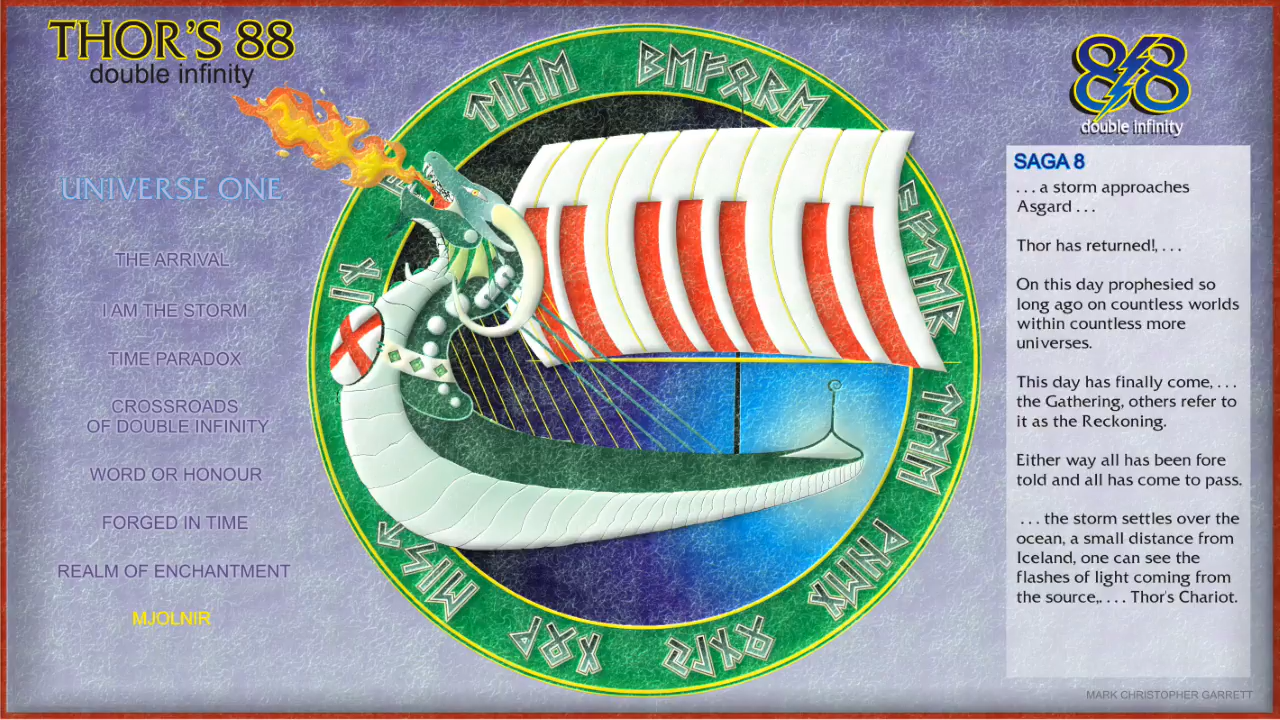 THOR'S 88
double infinity
UNIVERSE ONE
THE ARRIVAL
I AM THE STORM
TIME PARADOX
CROSSROADS
OF DOUBLE INFINITY
WORD OR HONOUR
FORGED IN TIME
REALM OF ENCHANTMENT
MJOLNIR
88
double infinity
SAGA 8
. . . a storm approaches
Asgard . . .
Thor has returned!, . . .
On this day prophesied so
long ago on countless worlds
within countless more
universes.
This day has finally come, . . .
the Gathering, others refer to
it as the Reckoning.
Either way all has been fore
told and all has come to pass.
. . . the storm settles over the
ocean, a small distance from
Iceland, one can see the
flashes of light coming from
the source,. . . . Thor's Chariot.
MARK CHRISTOPHER GARRETT